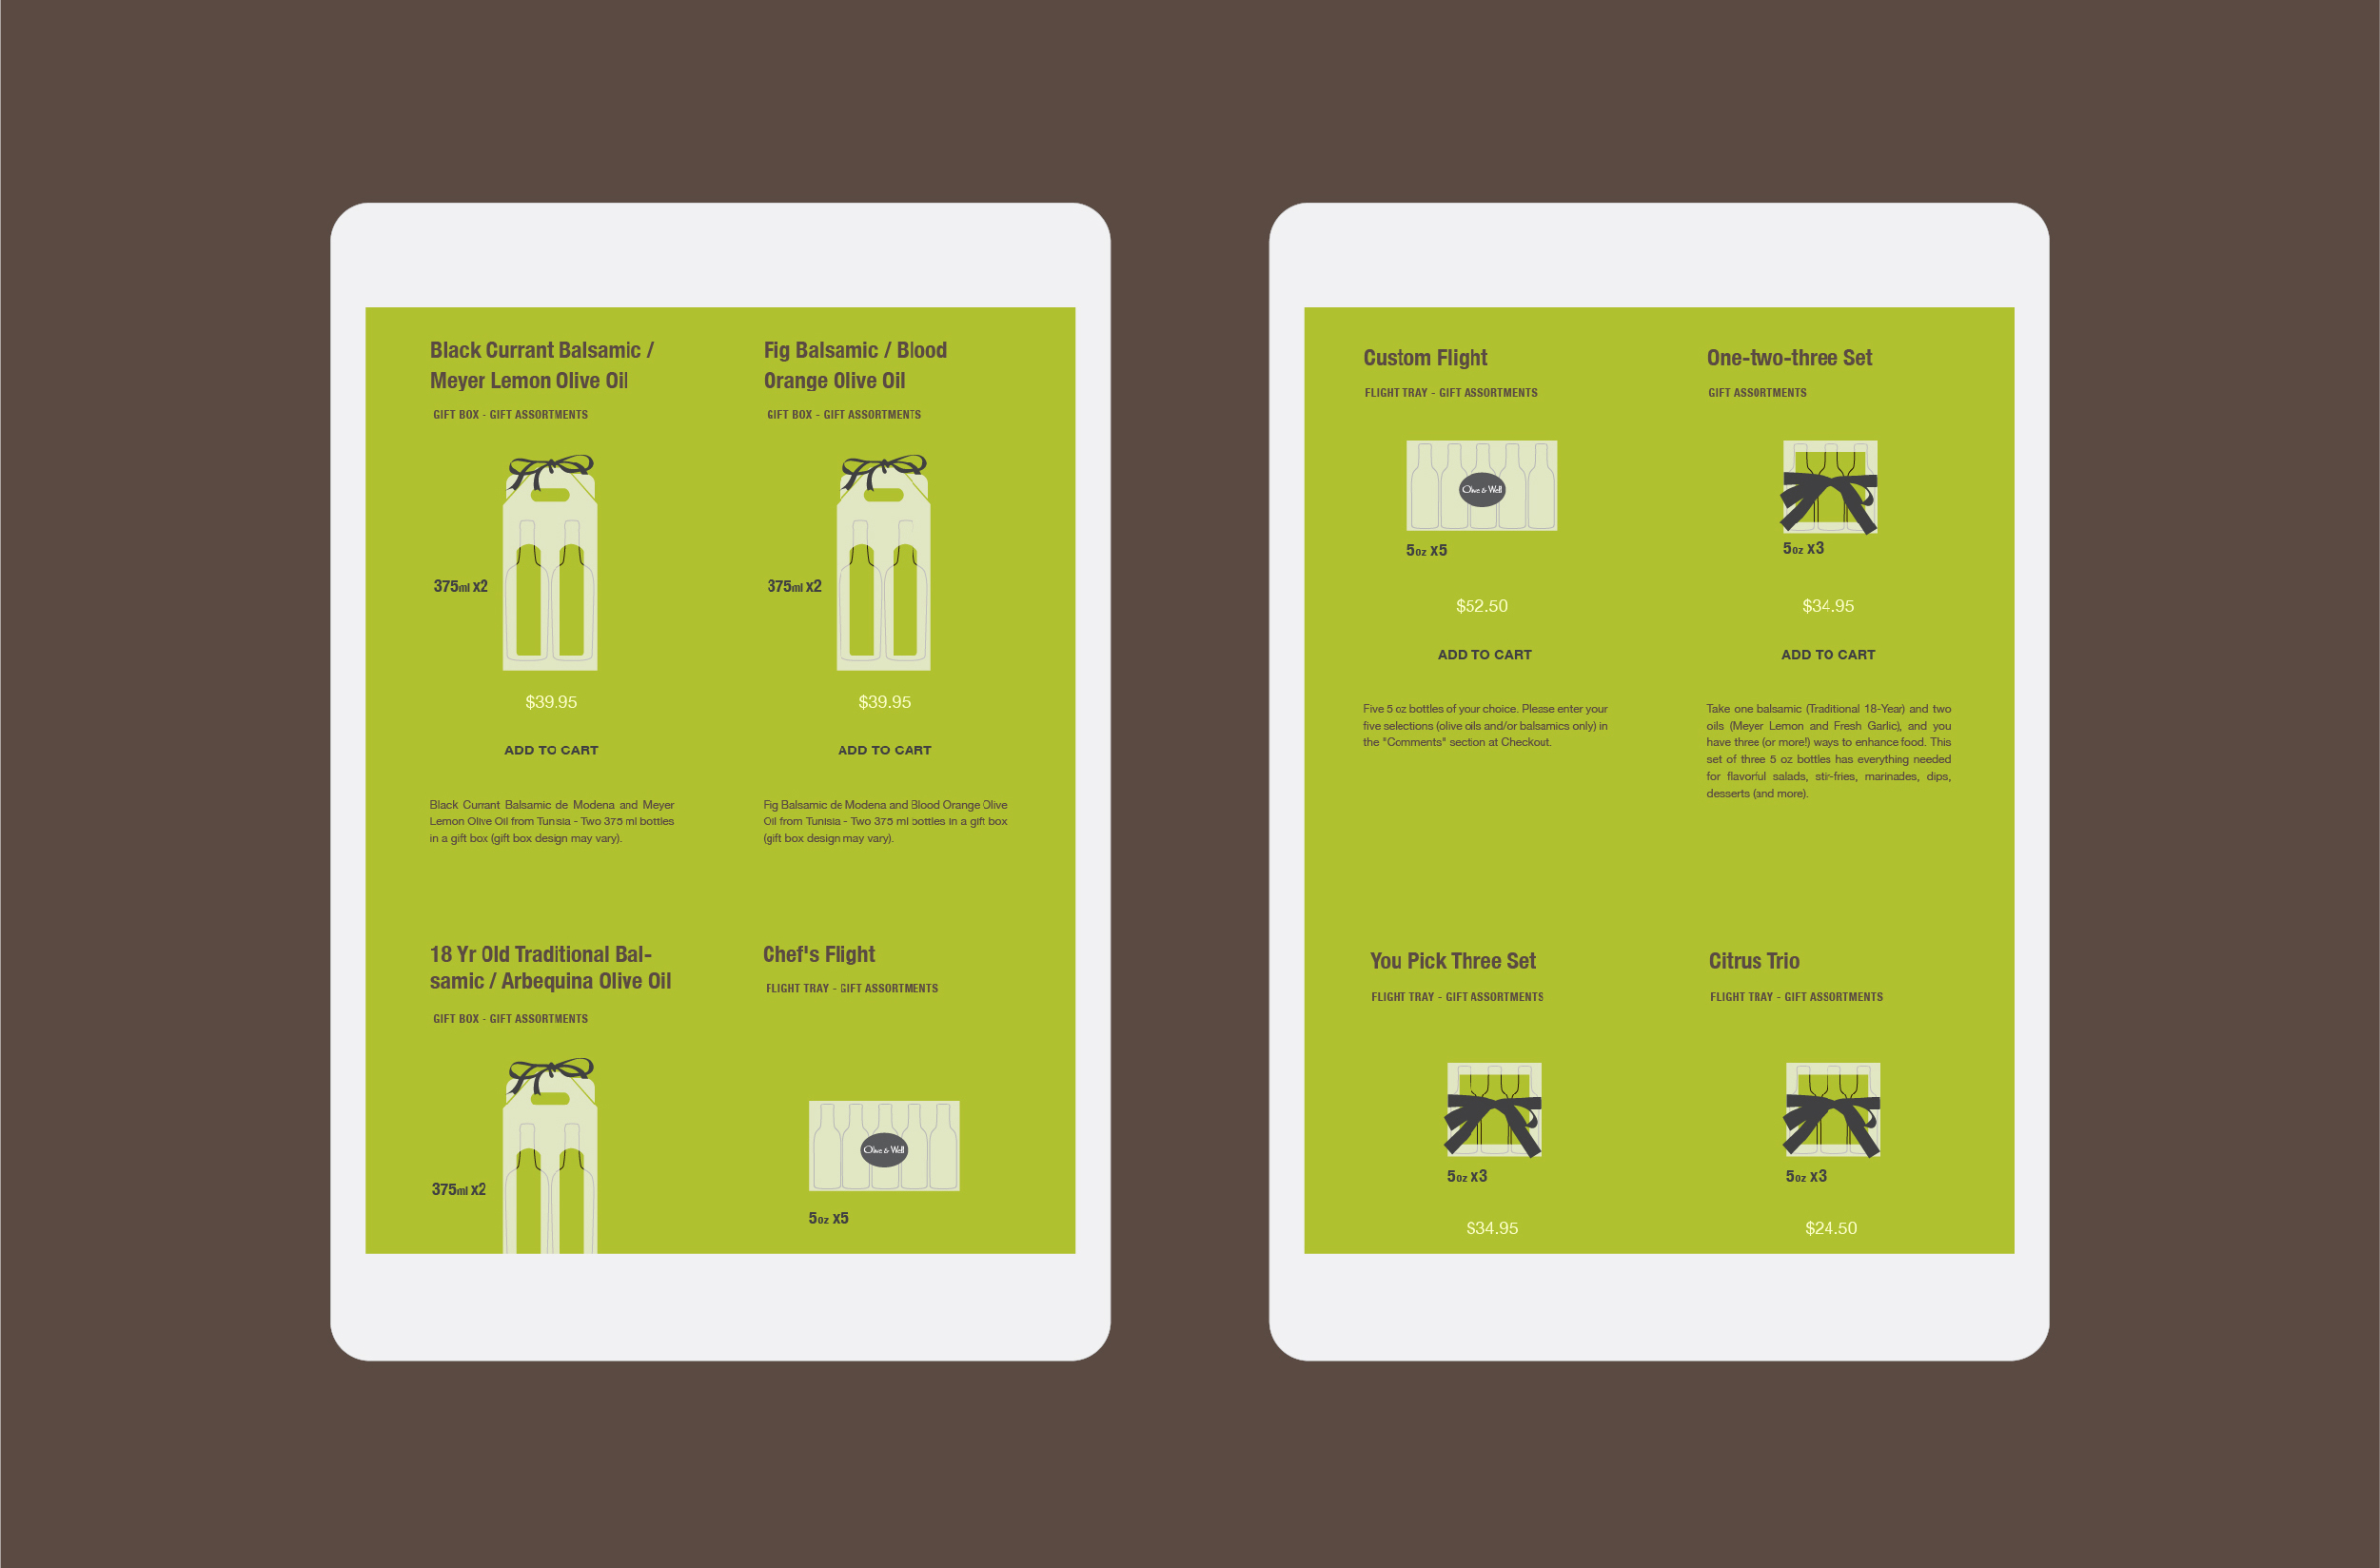 Black Currant Balsamic /
Meyer Lemon Olive Oil
GIFT BOX - GIFT ASSORTMENTS
375ml x2
$39.95
ADD TO CART
Black Currant Balsamic de Modena and Meyer
Lemon Olive Oil from Tunsia - Two 375 ml bottles
in a gift box (gift box design may vary).
Fig Balsamic / Blood
Orange Olive Oil
GIFT BOX - GIFT ASSORTMENTS
375ml x2
$39.95
ADD TO CART
Fig Balsamic de Modena and Blood Orange Olive
Oil from Tunisia - Two 375 ml bottles in a gift box
(gift box design may vary).
18 Yr Old Traditional Bal-
samic / Arbequina Olive Oil
GIFT BOX - GIFT ASSORTMENTS
375ml x2
Chef's Flight
FLIGHT TRAY - GIFT ASSORTMENTS
Olive & Well
5oz x5
Custom Flight
FLIGHT TRAY - GIFT ASSORTMENTS
Olive & Well
5oz x5
$52.50
ADD TO CART
Five 5 oz bottles of your choice. Please enter your
five selections (olive oils and/or balsamics only) in
the "Comments" section at Checkout.
One-two-three Set
GIFT ASSORTMENTS
5oz x3
$34.95
ADD TO CART
Take one balsamic (Traditional 18-Year) and two
oils (Meyer Lemon and Fresh Garlic), and you
have three (or more!) ways to enhance food. This
set of three 5 oz bottles has everything needed
for flavorful salads, stir-fries, marinades, dips,
desserts (and more).
You Pick Three Set
FLIGHT TRAY - GIFT ASSORTMENTS
5oz x3
$34.95
Citrus Trio
FLIGHT TRAY - GIFT ASSORTMENTS
5oz x3
$24.50